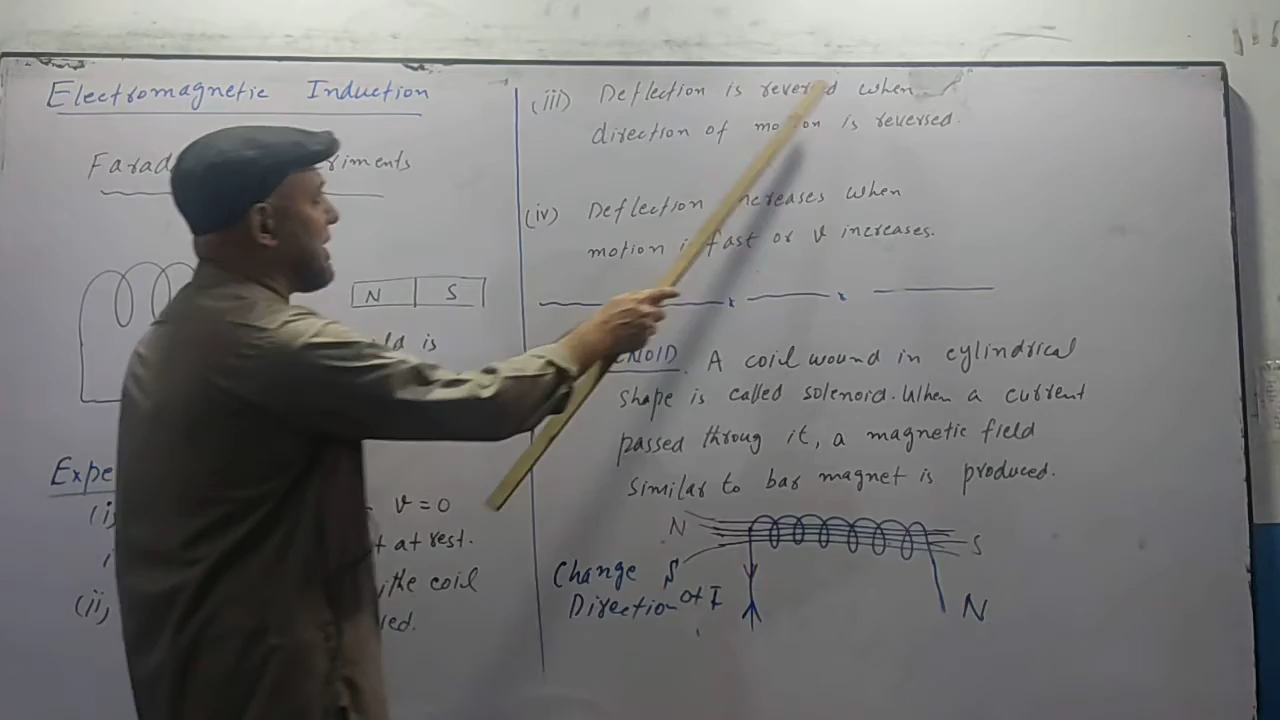 Electromagnetic Induction
Farad riments
N S
ld is
Expe
(i) v = 0
t at rest.
(ii) the coil
ed.
(iii) Deflection is reversed when
direction of motion is reversed.
(iv) Deflection increases when
motion is fast or v increases.
ENOID. A coil wound in cylindrical
shape is called solenoid. When a current
passed throug it, a magnetic field
similar to bar magnet is produced.
N S
Change S
Direction of I N